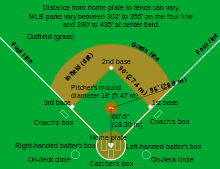 Distance from home plate to fence can vary.
MLB parks vary between 302' to 355' on the foul line
and 390' to 435' at center field.
Outfield (grass)
Foul line
Foul line
Grass line
Infield (dirt)
2nd base
90' (27.4 m)
95' (28.9 m)
Pitcher's mound
diameter 18' (5.47 m)
3rd base
1st base
60'-6"
(18.39 m)
Coach's box
Coach's box
Home plate
Right-handed batter's box
Left-handed batter's box
On-deck circle
On-deck circle
Catcher's box